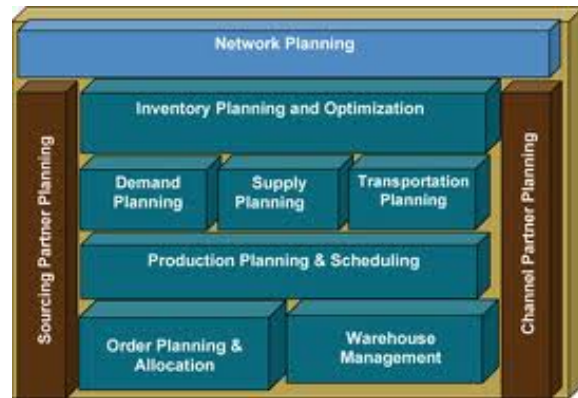 Network Planning
Sourcing Partner Planning
Inventory Planning and Optimization
Demand
Planning
Supply
Planning
Transportation
Planning
Production Planning & Scheduling
Order Planning &
Allocation
Warehouse
Management
Channel Partner Planning